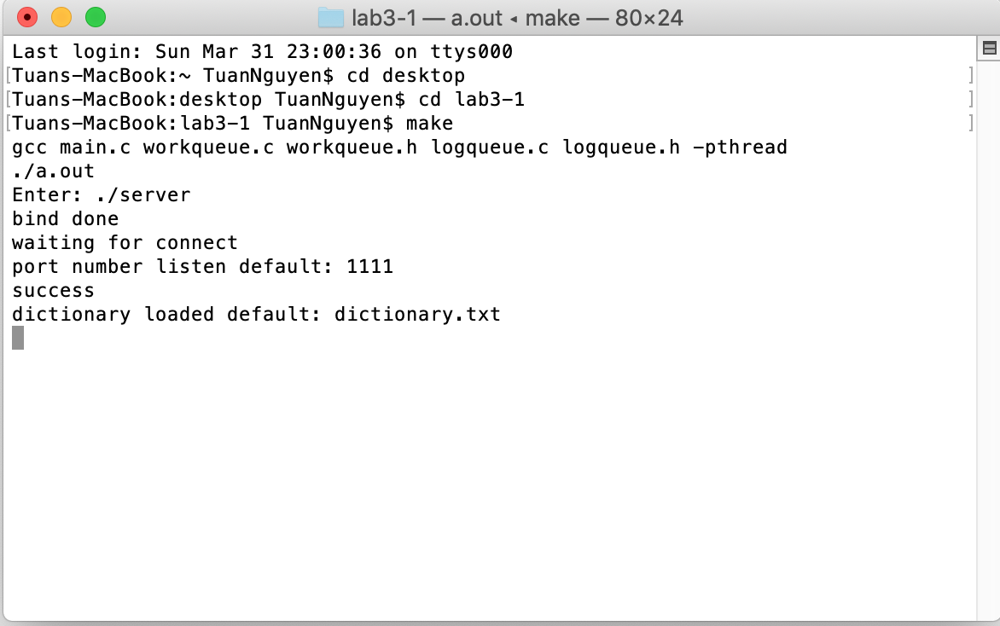 lab3-1 — a.out ◂ make — 80×24
Last login: Sun Mar 31 23:00:36 on ttys000
[Tuans-MacBook:~ TuanNguyen$ cd desktop ]
[Tuans-MacBook:desktop TuanNguyen$ cd lab3-1 ]
[Tuans-MacBook:lab3-1 TuanNguyen$ make ]
gcc main.c workqueue.c workqueue.h logqueue.c logqueue.h -pthread
./a.out
Enter: ./server
bind done
waiting for connect
port number listen default: 1111
success
dictionary loaded default: dictionary.txt